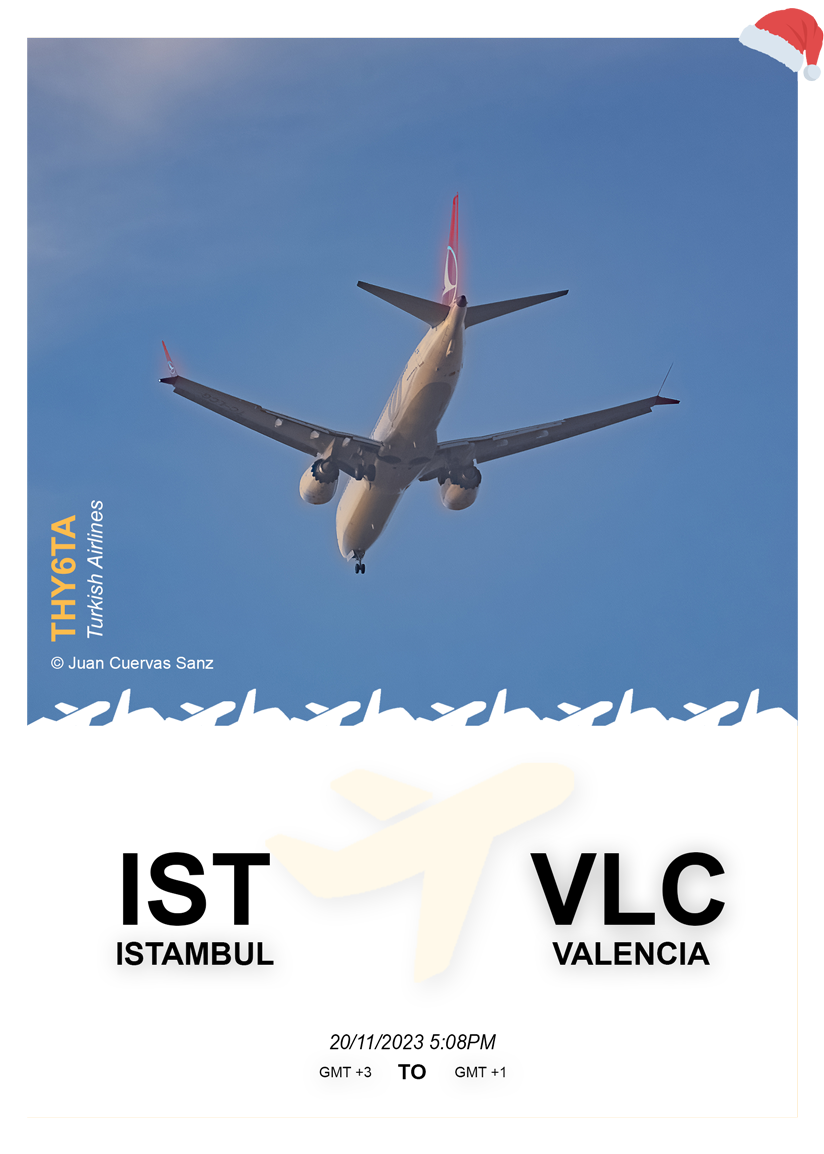 THY6TA
Turkish Airlines
© Juan Cuervas Sanz
IST
ISTAMBUL
VLC
VALENCIA
20/11/2023 5:08PM
GMT +3 TO GMT +1